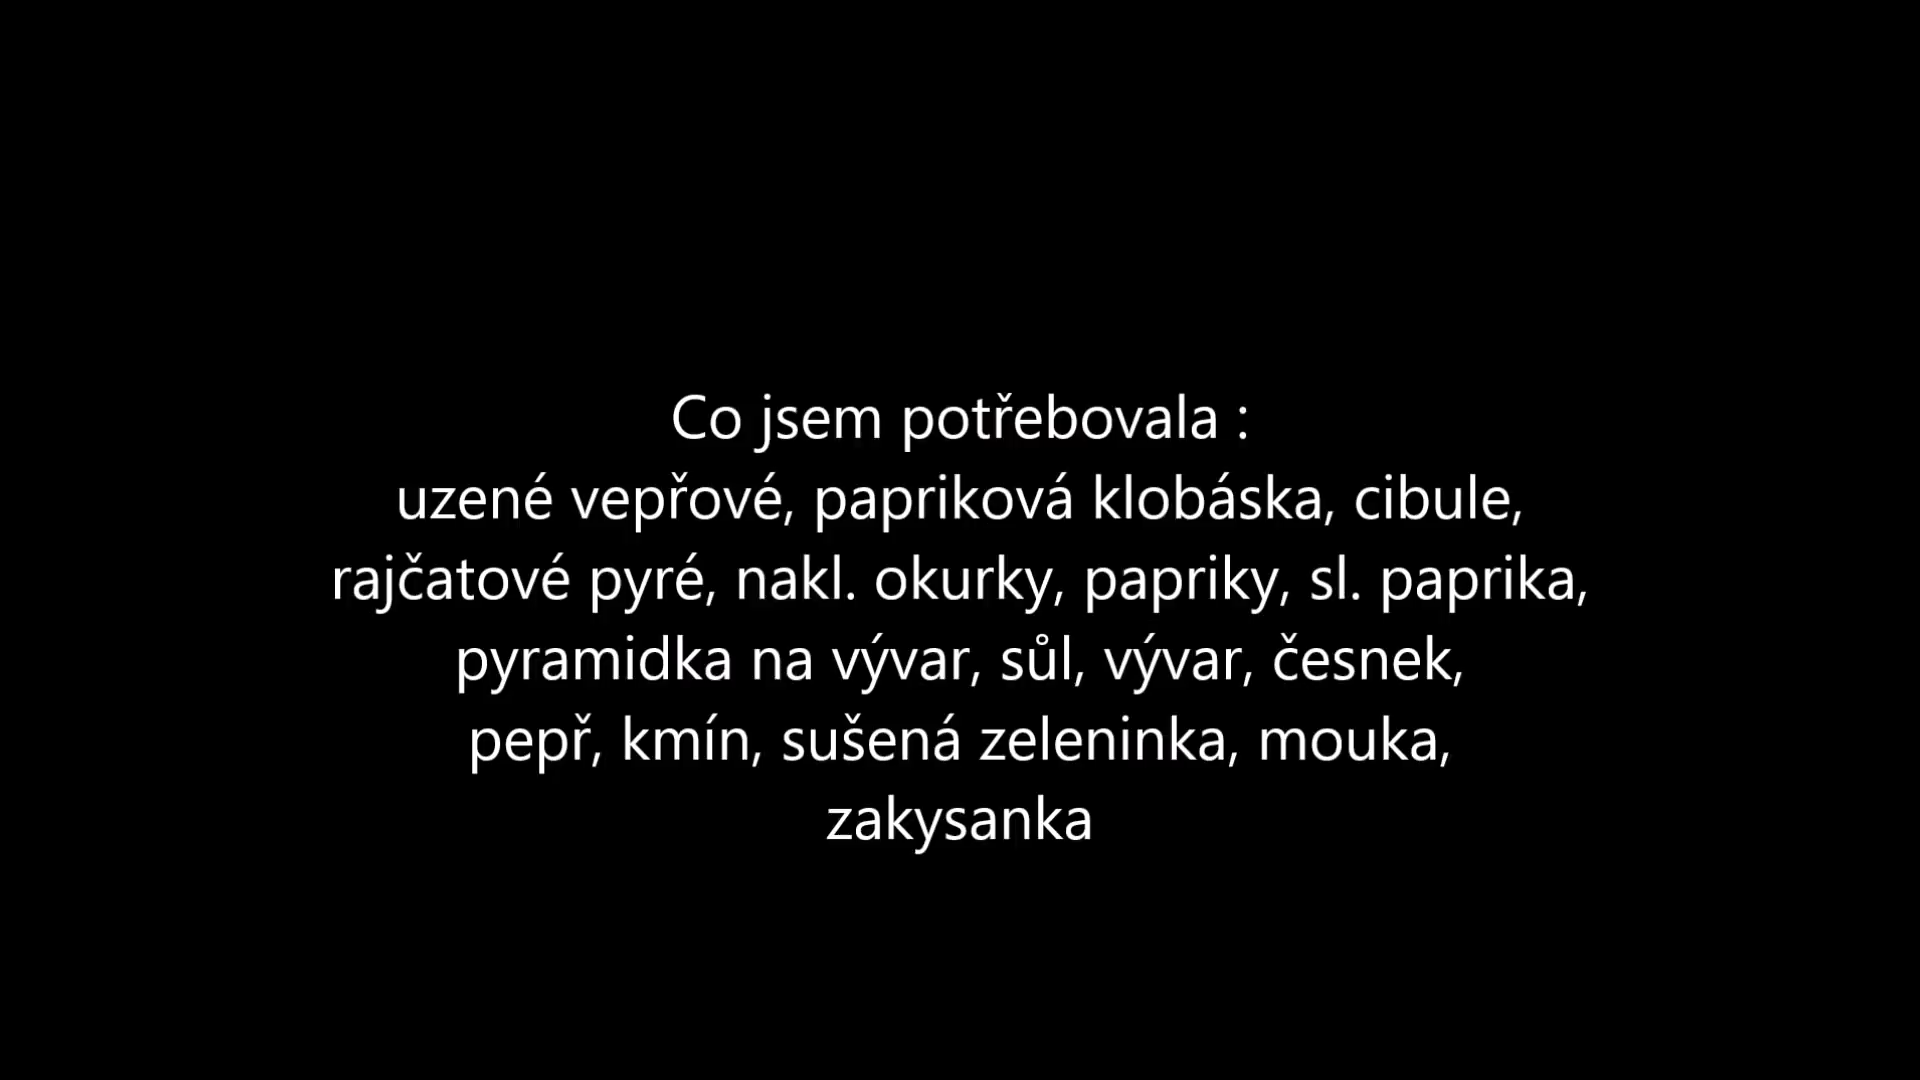 Co jsem potřebovala :
uzené vepřové, papriková klobáska, cibule,
rajčatové pyré, nakl. okurky, papriky, sl. paprika,
pyramidka na vývar, sůl, vývar, česnek,
pepř, kmín, sušená zeleninka, mouka,
zakysanka